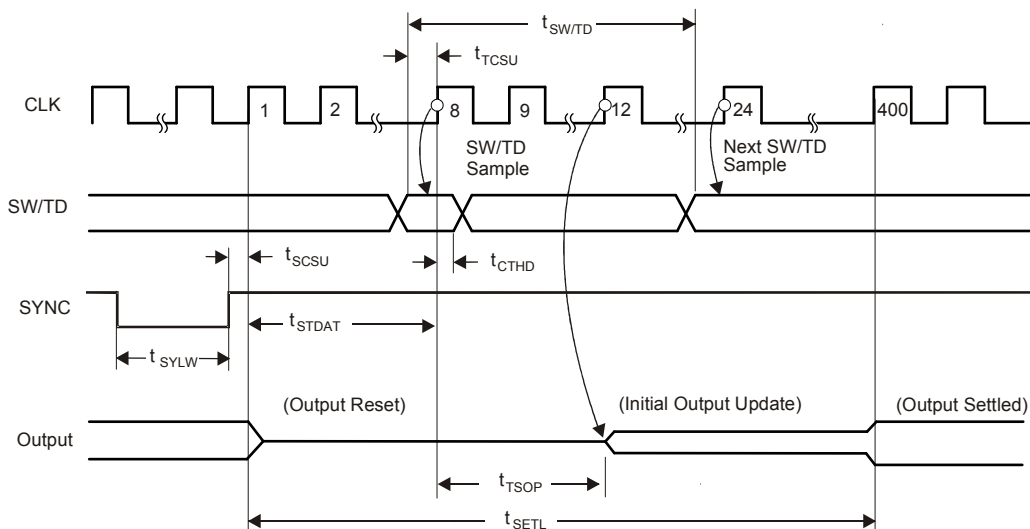 tSW/TD
tTCSU
CLK
1 2 8 9 12 24 400
SW/TD Sample
Next SW/TD Sample
SW/TD
tSCSU
tCTHD
SYNC
tSTDAT
tSYLW
(Output Reset) (Initial Output Update) (Output Settled)
Output
tTSOP
tSETL